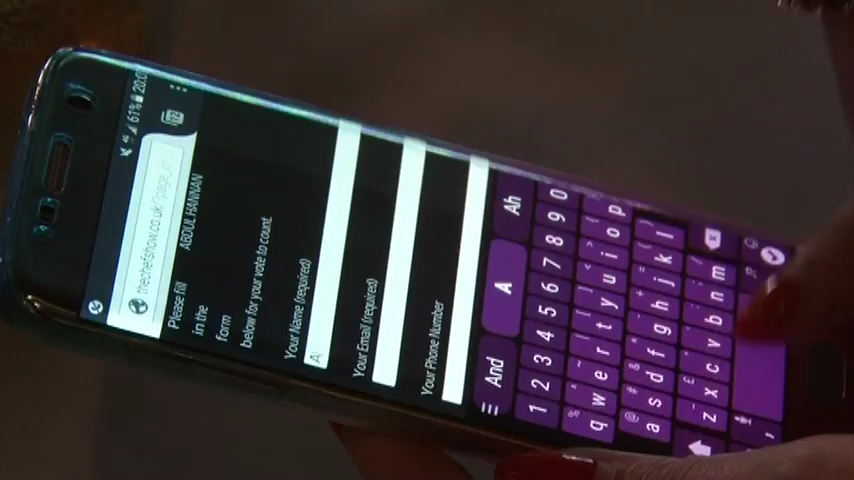 61% 20:0
thechefshow.co.uk/?page_i
Please fill ABDUL HANNAN
in the
form
below for your vote to count.
Your Name (required)
A
Your Email (required)
Your Phone Number
And A Ah
1 2 3 4 5 6 7 8 9 0
q w e r t y u i o p
a s d f g h j k l
z x c v b n m